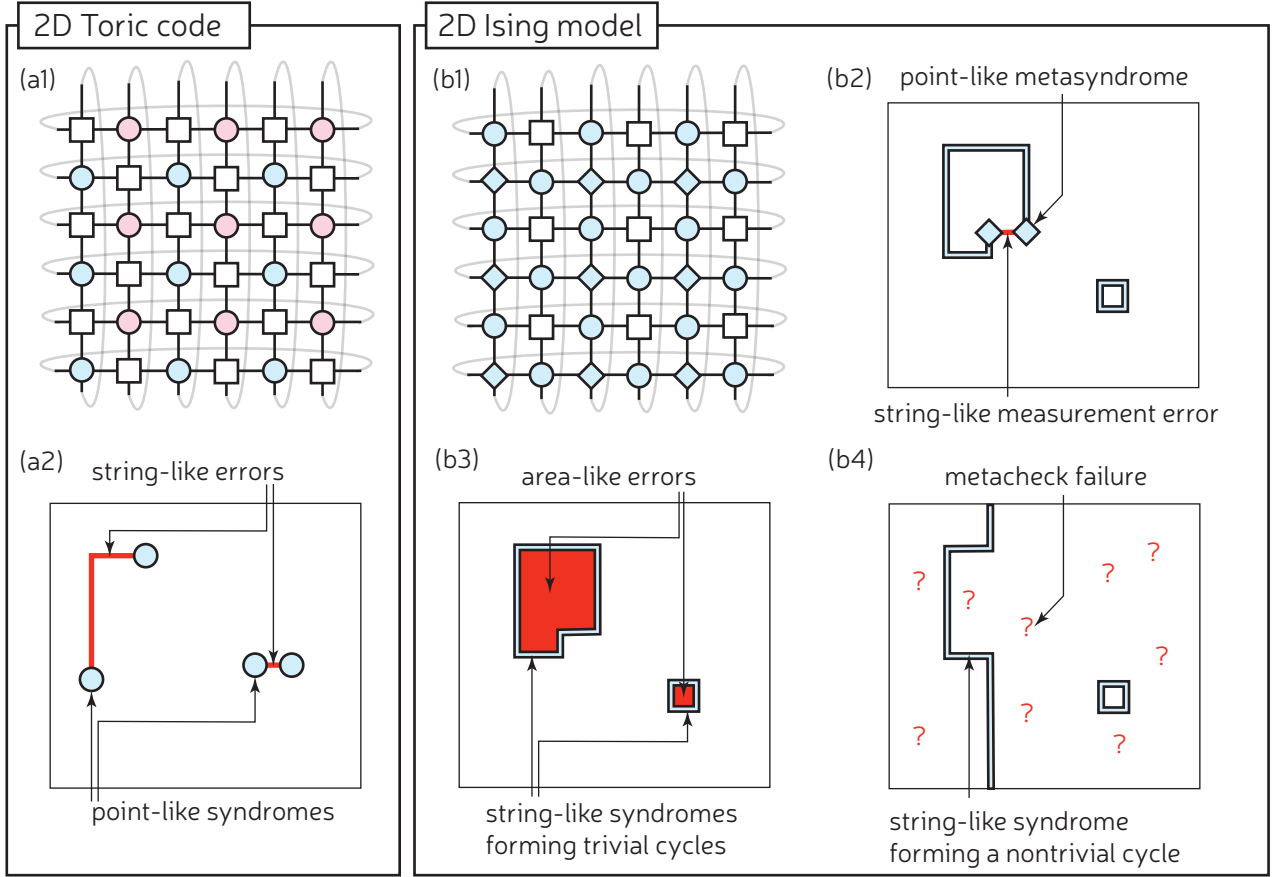 2D Toric code
2D Ising model
(a1)
(b1)
(b2)
point-like metasyndrome
string-like measurement error
(a2)
string-like errors
point-like syndromes
(b3)
area-like errors
string-like syndromes
forming trivial cycles
(b4)
metacheck failure
? ? ? ? ? ? ? ? ?
string-like syndrome
forming a nontrivial cycle